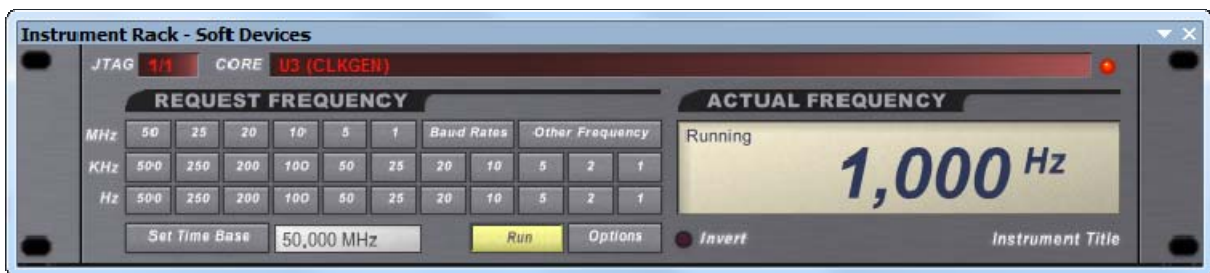 Instrument Rack - Soft Devices
JTAG 1/1 CORE U3 (CLKGEN)
REQUEST FREQUENCY
MHz 50 25 20 10 5 1 Baud Rates Other Frequency
KHz 500 250 200 100 50 25 20 10 5 2 1
Hz 500 250 200 100 50 25 20 10 5 2 1
Set Time Base 50,000 MHz Run Options
ACTUAL FREQUENCY
Running
1,000 Hz
Invert Instrument Title